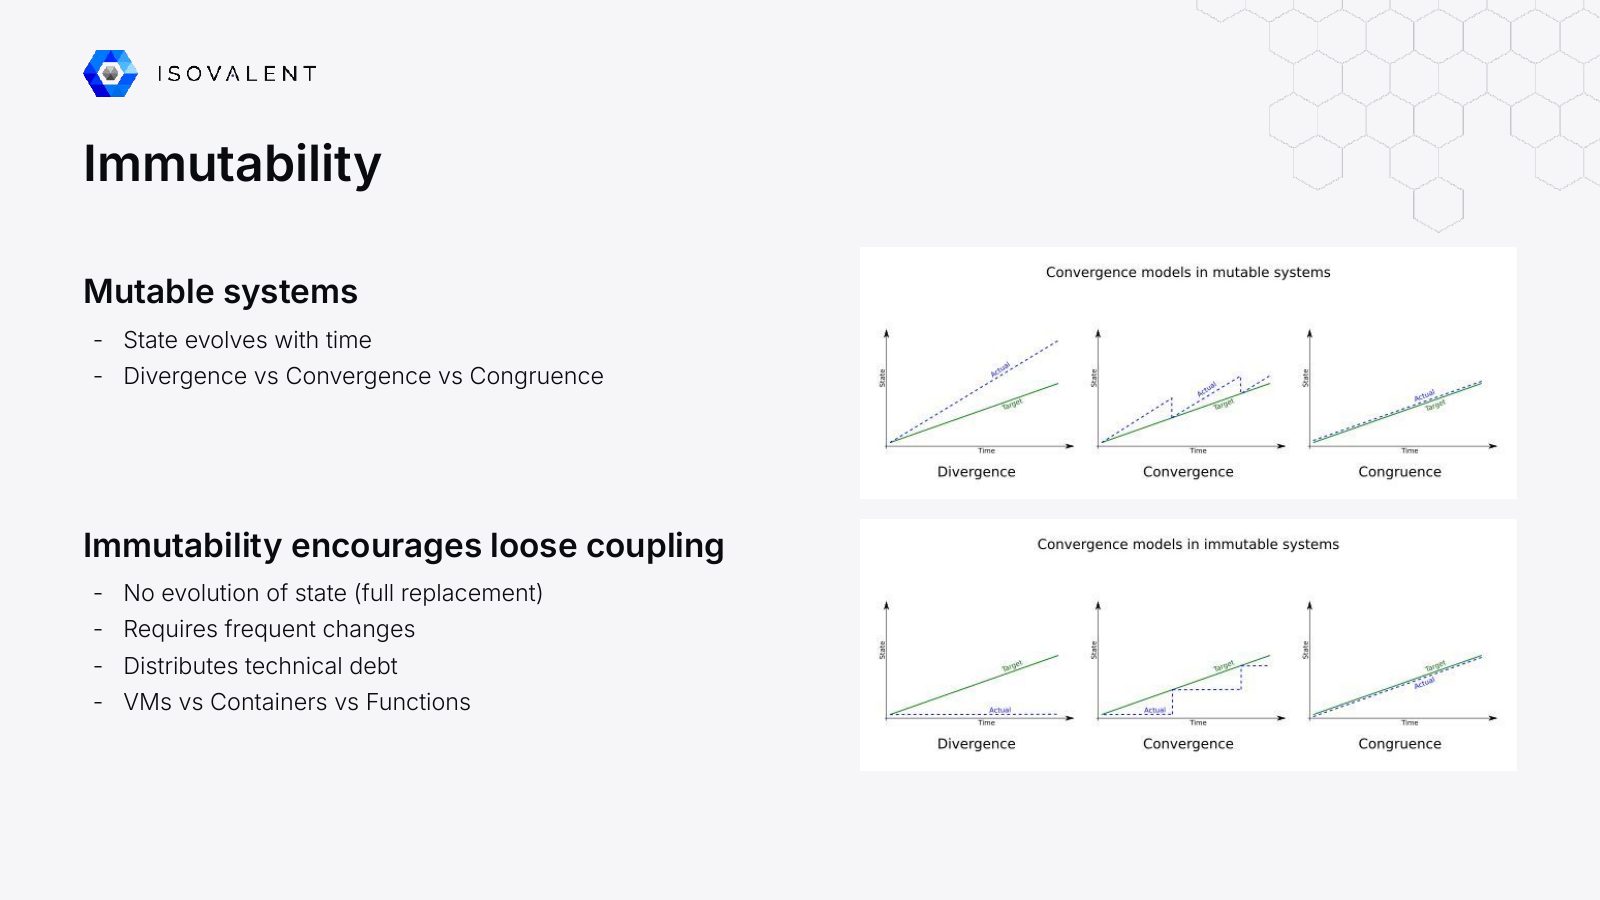 ISOVALENT
Immutability
Mutable systems
- State evolves with time
- Divergence vs Convergence vs Congruence
Immutability encourages loose coupling
- No evolution of state (full replacement)
- Requires frequent changes
- Distributes technical debt
- VMs vs Containers vs Functions
Convergence models in mutable systems
State
Actual
Target
Time
Divergence
State
Actual
Target
Time
Convergence
State
Actual
Target
Time
Congruence
Convergence models in immutable systems
State
Target
Actual
Time
Divergence
State
Target
Actual
Time
Convergence
State
Target
Actual
Time
Congruence